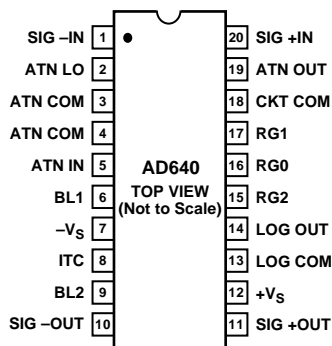 SIG –IN 1 20 SIG +IN
ATN LO 2 19 ATN OUT
ATN COM 3 18 CKT COM
ATN COM 4 17 RG1
ATN IN 5 16 RG0
BL1 6 15 RG2
–VS 7 14 LOG OUT
ITC 8 13 LOG COM
BL2 9 12 +VS
SIG –OUT 10 11 SIG +OUT
AD640
TOP VIEW
(Not to Scale)